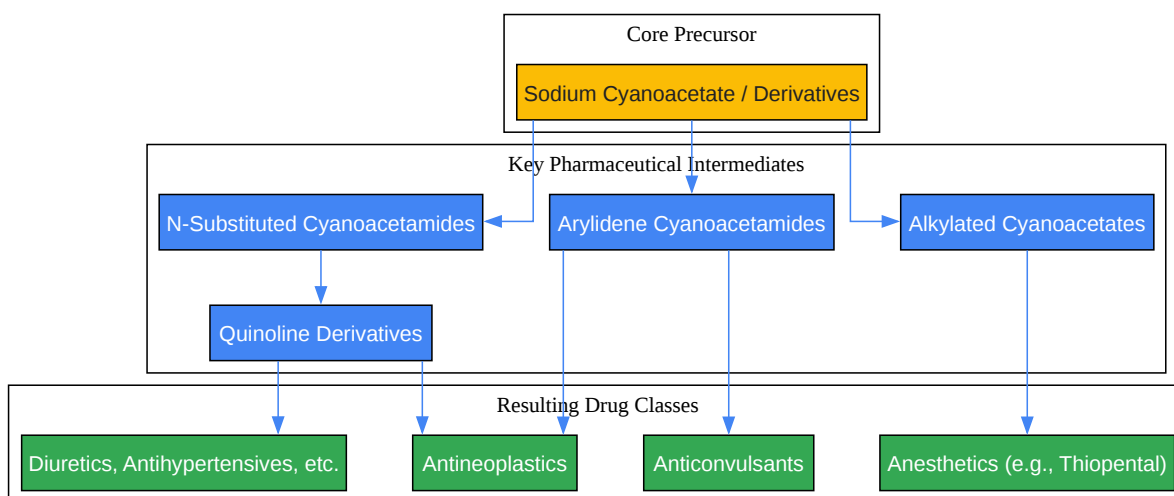 Core Precursor
Sodium Cyanoacetate / Derivatives
Key Pharmaceutical Intermediates
N-Substituted Cyanoacetamides
Arylidene Cyanoacetamides
Alkylated Cyanoacetates
Quinoline Derivatives
Resulting Drug Classes
Diuretics, Antihypertensives, etc.
Antineoplastics
Anticonvulsants
Anesthetics (e.g., Thiopental)